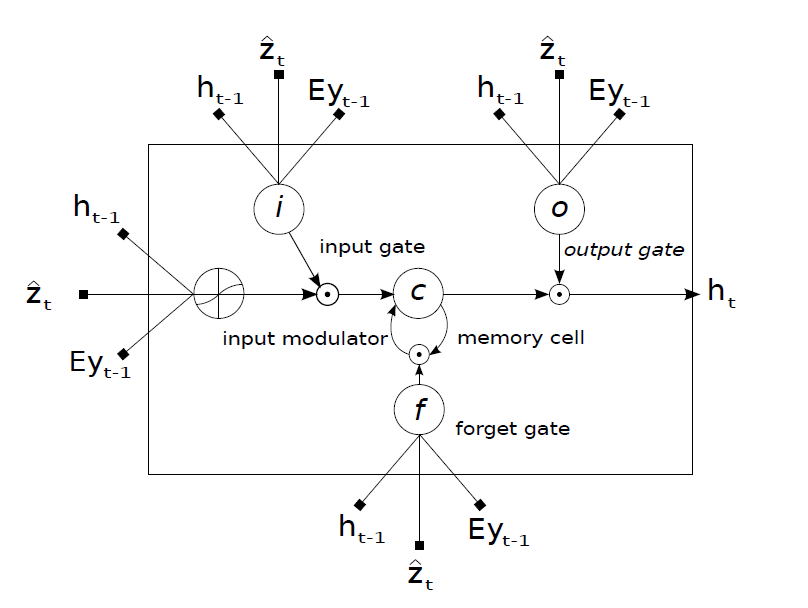 ẑt ẑt
ht-1 Eyt-1 ht-1 Eyt-1
i o
ht-1
input gate output gate
ẑt c ht
input modulator memory cell
Eyt-1
f
forget gate
ht-1 Eyt-1
ẑt